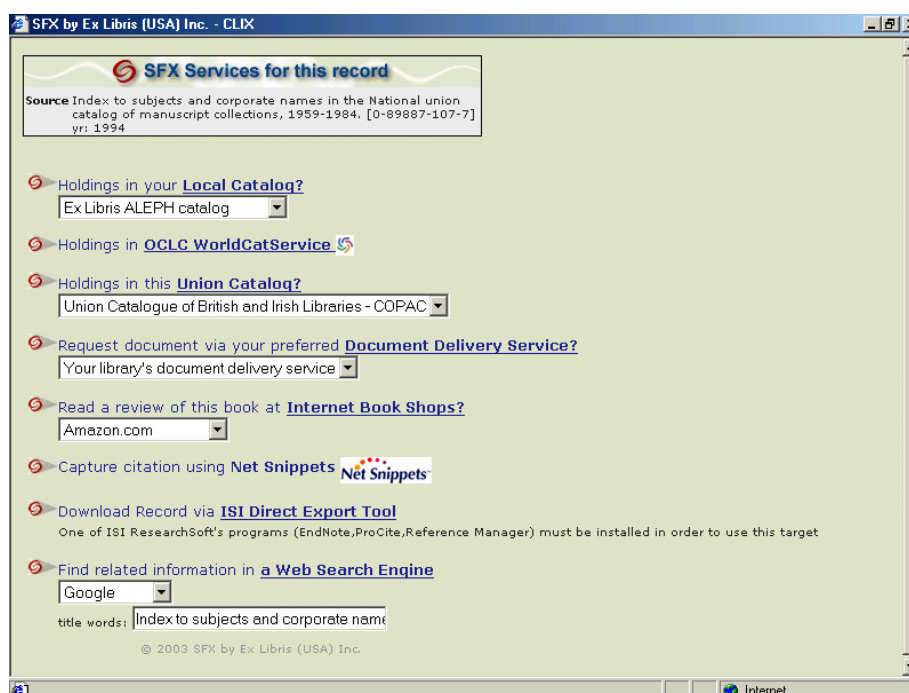 SFX by Ex Libris (USA) Inc. - CLIX
SFX Services for this record
Source Index to subjects and corporate names in the National union
catalog of manuscript collections, 1959-1984. [0-89887-107-7]
yr: 1994
Holdings in your Local Catalog?
Ex Libris ALEPH catalog
Holdings in OCLC WorldCatService
Holdings in this Union Catalog?
Union Catalogue of British and Irish Libraries - COPAC
Request document via your preferred Document Delivery Service?
Your library's document delivery service
Read a review of this book at Internet Book Shops?
Amazon.com
Capture citation using Net Snippets Net Snippets
Download Record via ISI Direct Export Tool
One of ISI ResearchSoft's programs (EndNote,ProCite,Reference Manager) must be installed in order to use this target
Find related information in a Web Search Engine
Google
title words: Index to subjects and corporate name
© 2003 SFX by Ex Libris (USA) Inc.
Internet